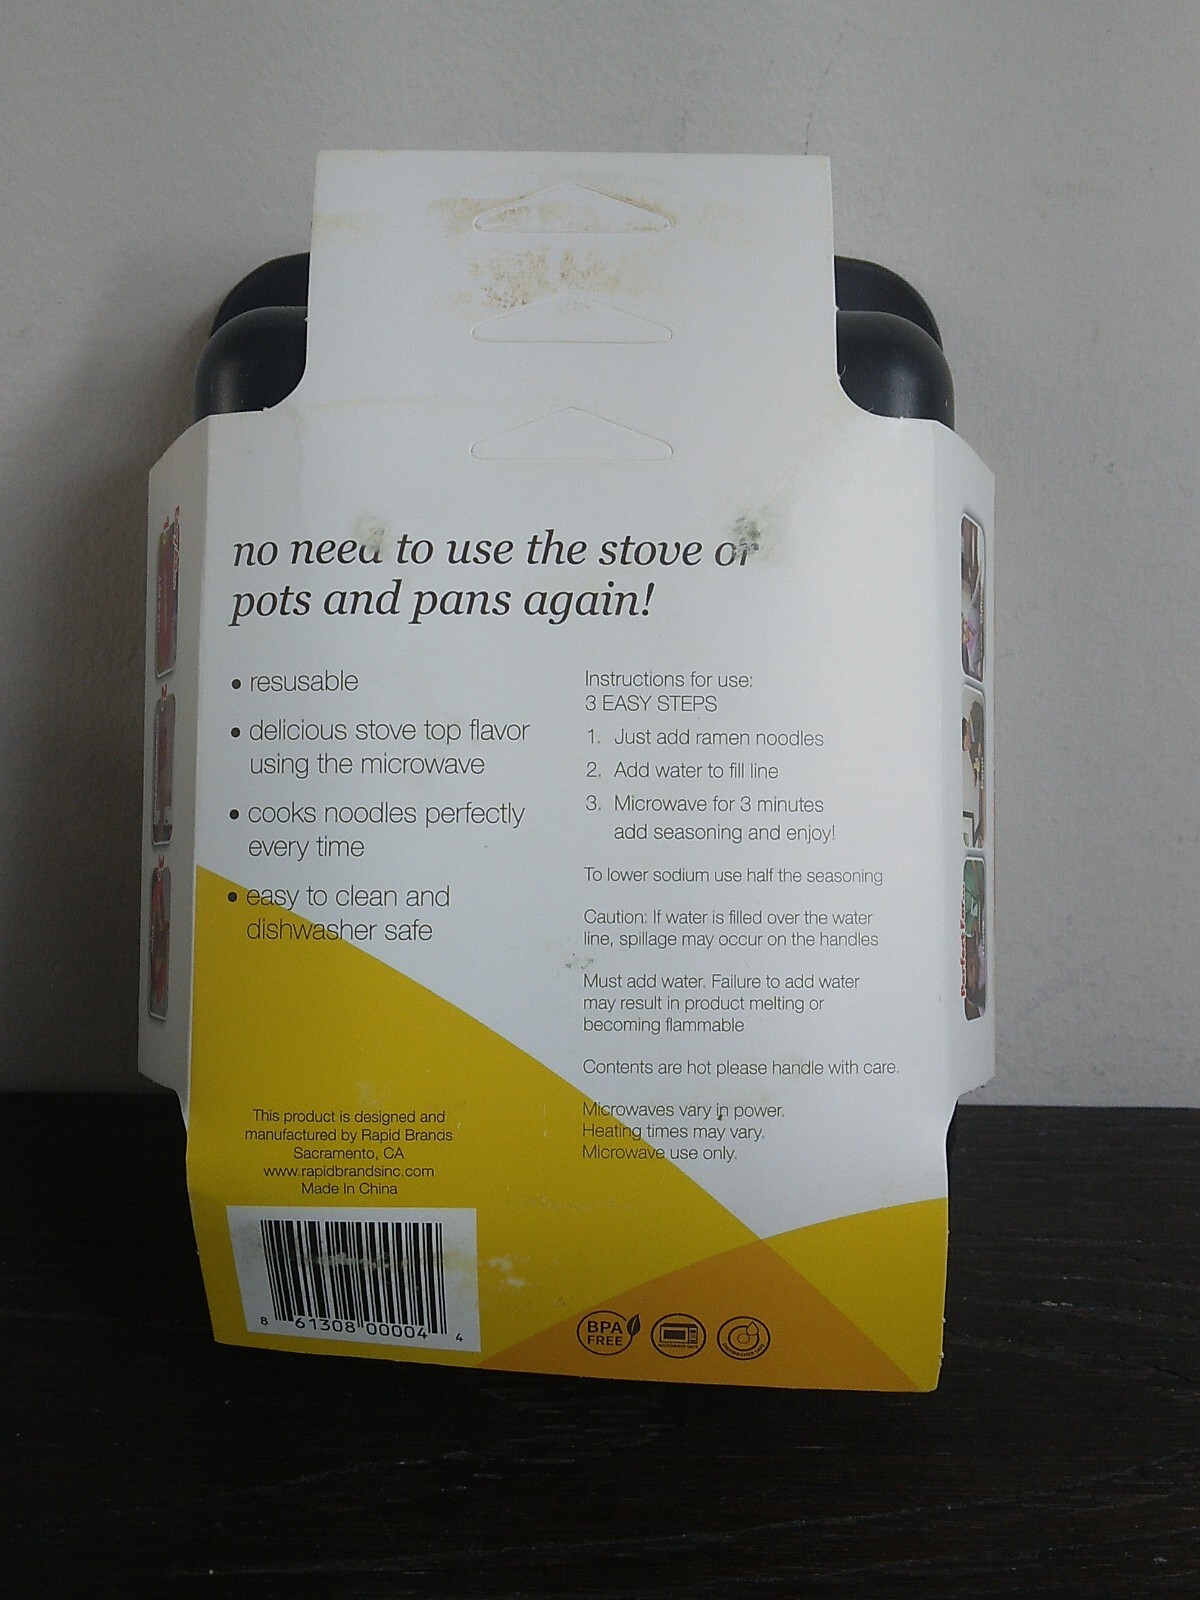 no need to use the stove or
pots and pans again!
• resusable
• delicious stove top flavor
using the microwave
• cooks noodles perfectly
every time
• easy to clean and
dishwasher safe
Instructions for use:
3 EASY STEPS
1. Just add ramen noodles
2. Add water to fill line
3. Microwave for 3 minutes
add seasoning and enjoy!
To lower sodium use half the seasoning
Caution: If water is filled over the water
line, spillage may occur on the handles
Must add water. Failure to add water
may result in product melting or
becoming flammable
Contents are hot please handle with care.
Microwaves vary in power.
Heating times may vary.
Microwave use only.
This product is designed and
manufactured by Rapid Brands
Sacramento, CA
www.rapidbrandsinc.com
Made In China
8 61308 00004 4
BPA
FREE
MICROWAVE SAFE
DISHWASHER SAFE
Perfect For